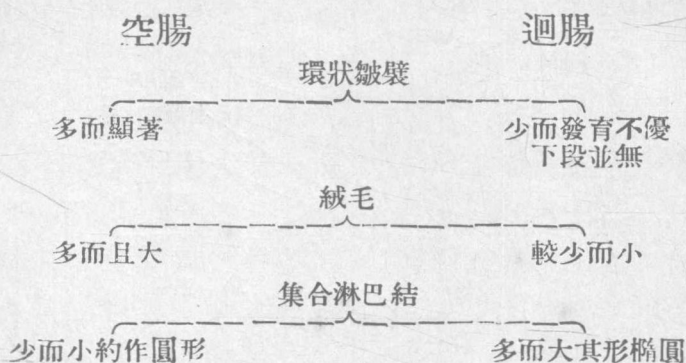 空腸 迴腸
環狀皺襞
多而顯著 少而發育不優
下段並無
絨毛
多而且大 較少而小
集合淋巴結
少而小約作圓形 多而大其形橢圓